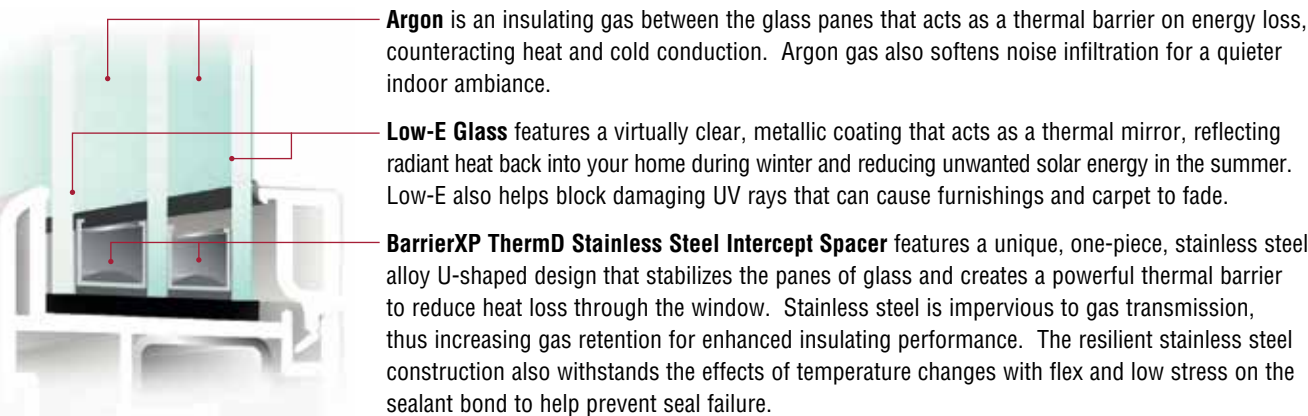 Argon is an insulating gas between the glass panes that acts as a thermal barrier on energy loss,
counteracting heat and cold conduction.  Argon gas also softens noise infiltration for a quieter
indoor ambiance.
Low-E Glass features a virtually clear, metallic coating that acts as a thermal mirror, reflecting
radiant heat back into your home during winter and reducing unwanted solar energy in the summer.
Low-E also helps block damaging UV rays that can cause furnishings and carpet to fade.
BarrierXP ThermD Stainless Steel Intercept Spacer features a unique, one-piece, stainless steel
alloy U-shaped design that stabilizes the panes of glass and creates a powerful thermal barrier
to reduce heat loss through the window.  Stainless steel is impervious to gas transmission,
thus increasing gas retention for enhanced insulating performance.  The resilient stainless steel
construction also withstands the effects of temperature changes with flex and low stress on the
sealant bond to help prevent seal failure.